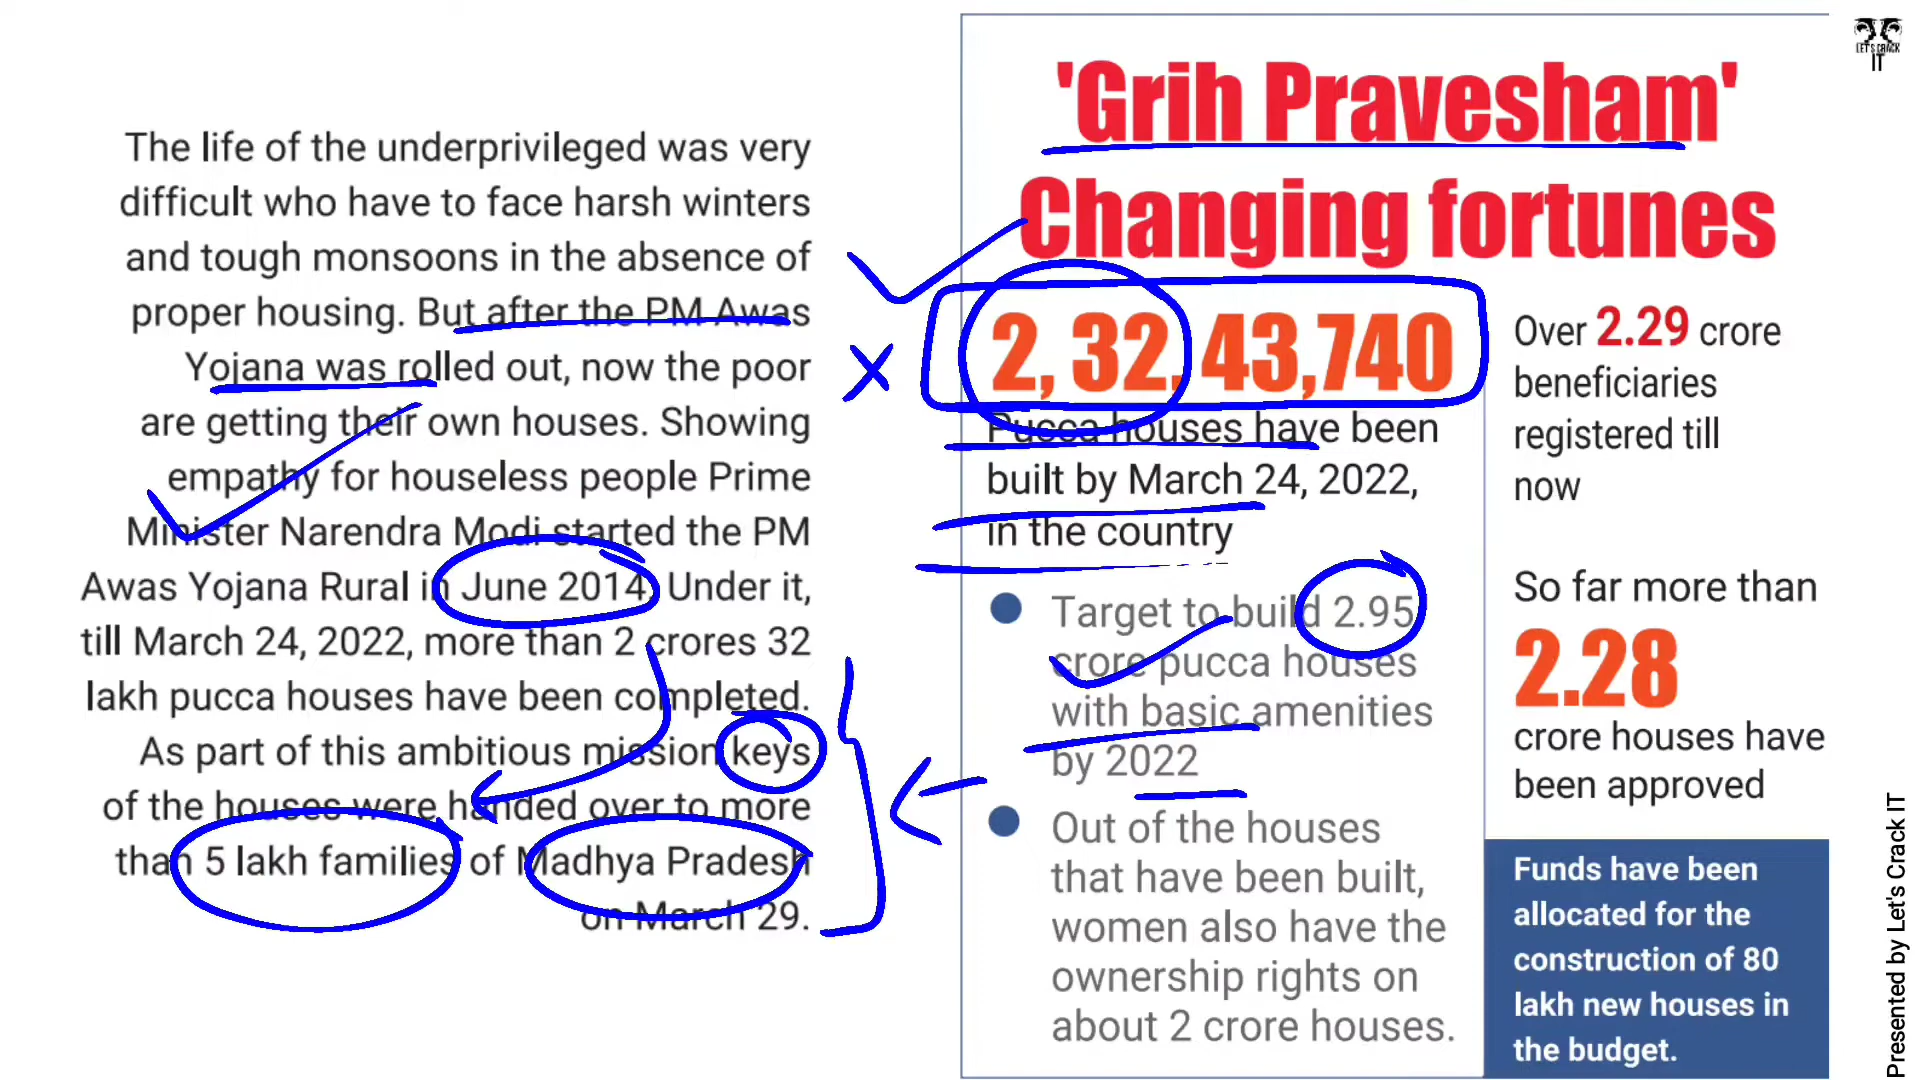 The life of the underprivileged was very
difficult who have to face harsh winters
and tough monsoons in the absence of
proper housing. But after the PM Awas
Yojana was rolled out, now the poor
are getting their own houses. Showing
empathy for houseless people Prime
Minister Narendra Modi started the PM
Awas Yojana Rural in June 2014. Under it,
till March 24, 2022, more than 2 crores 32
lakh pucca houses have been completed.
As part of this ambitious mission keys
of the houses were handed over to more
than 5 lakh families of Madhya Pradesh
on March 29.
'Grih Pravesham'
Changing fortunes
2, 32, 43,740
Pucca houses have been
built by March 24, 2022,
in the country
Target to build 2.95
crore pucca houses
with basic amenities
by 2022
Out of the houses
that have been built,
women also have the
ownership rights on
about 2 crore houses.
Over 2.29 crore
beneficiaries
registered till
now
So far more than
2.28
crore houses have
been approved
Funds have been
allocated for the
construction of 80
lakh new houses in
the budget.
LET'S CRACK
IT
Presented by Let's Crack IT